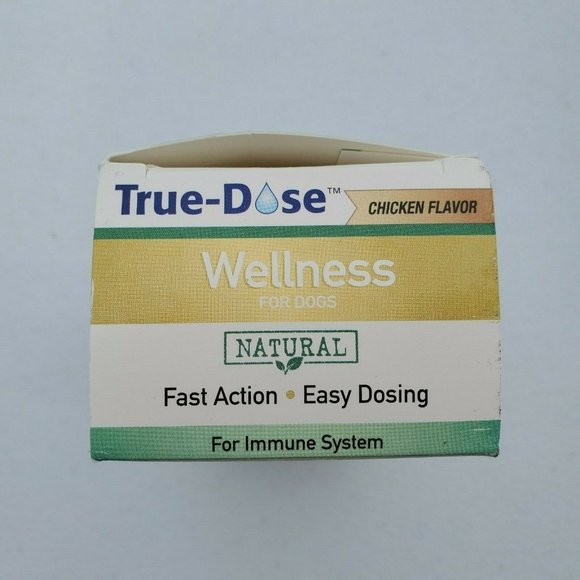 True-Dose™ CHICKEN FLAVOR
Wellness
FOR DOGS
NATURAL
Fast Action • Easy Dosing
For Immune System